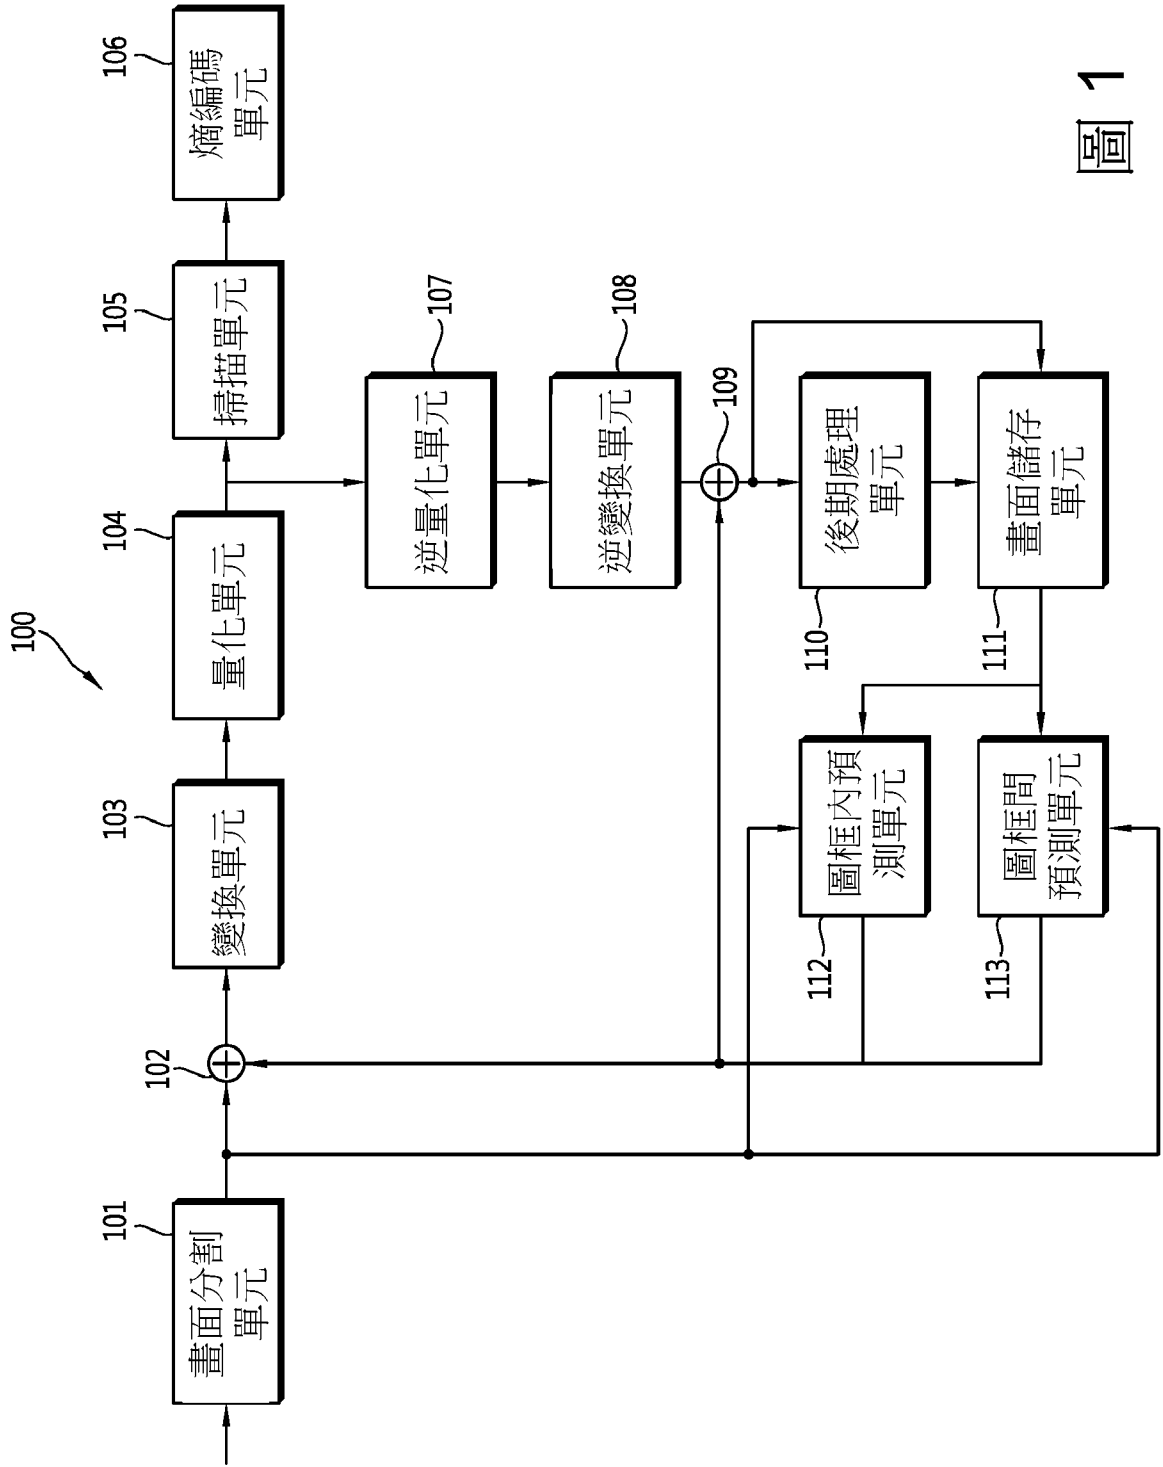 100
101
畫面分割
單元
102
103
變換單元
104
量化單元
105
掃描單元
106
熵編碼
單元
107
逆量化單元
108
逆變換單元
109
110
後期處理
單元
111
畫面儲存
單元
112
圖框內預
測單元
113
圖框間
預測單元
圖 1